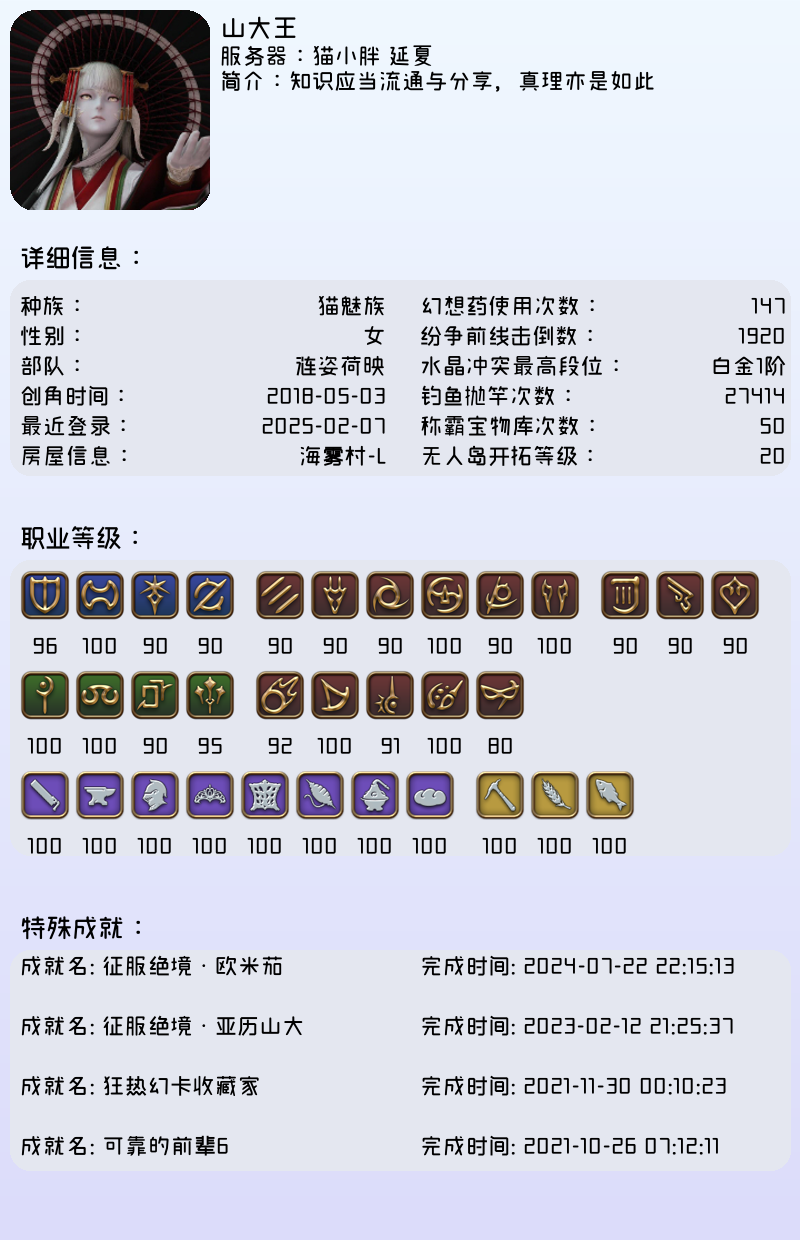 山大王
服务器：猫小胖 延夏
简介：知识应当流通与分享，真理亦是如此
详细信息：
种族： 猫魅族 幻想药使用次数： 147
性别： 女 纷争前线击倒数： 1920
部队： 涟姿荷映 水晶冲突最高段位： 白金1阶
创角时间： 2018-05-03 钓鱼抛竿次数： 27414
最近登录： 2025-02-07 称霸宝物库次数： 50
房屋信息： 海雾村-L 无人岛开拓等级： 20
职业等级：
96 100 90 90 90 90 90 100 90 100 90 90 90
100 100 90 95 92 100 91 100 80
100 100 100 100 100 100 100 100 100 100 100
特殊成就：
成就名: 征服绝境·欧米茄 完成时间: 2024-07-22 22:15:13
成就名: 征服绝境·亚历山大 完成时间: 2023-02-12 21:25:37
成就名: 狂热幻卡收藏家 完成时间: 2021-11-30 00:10:23
成就名: 可靠的前辈6 完成时间: 2021-10-26 07:12:11